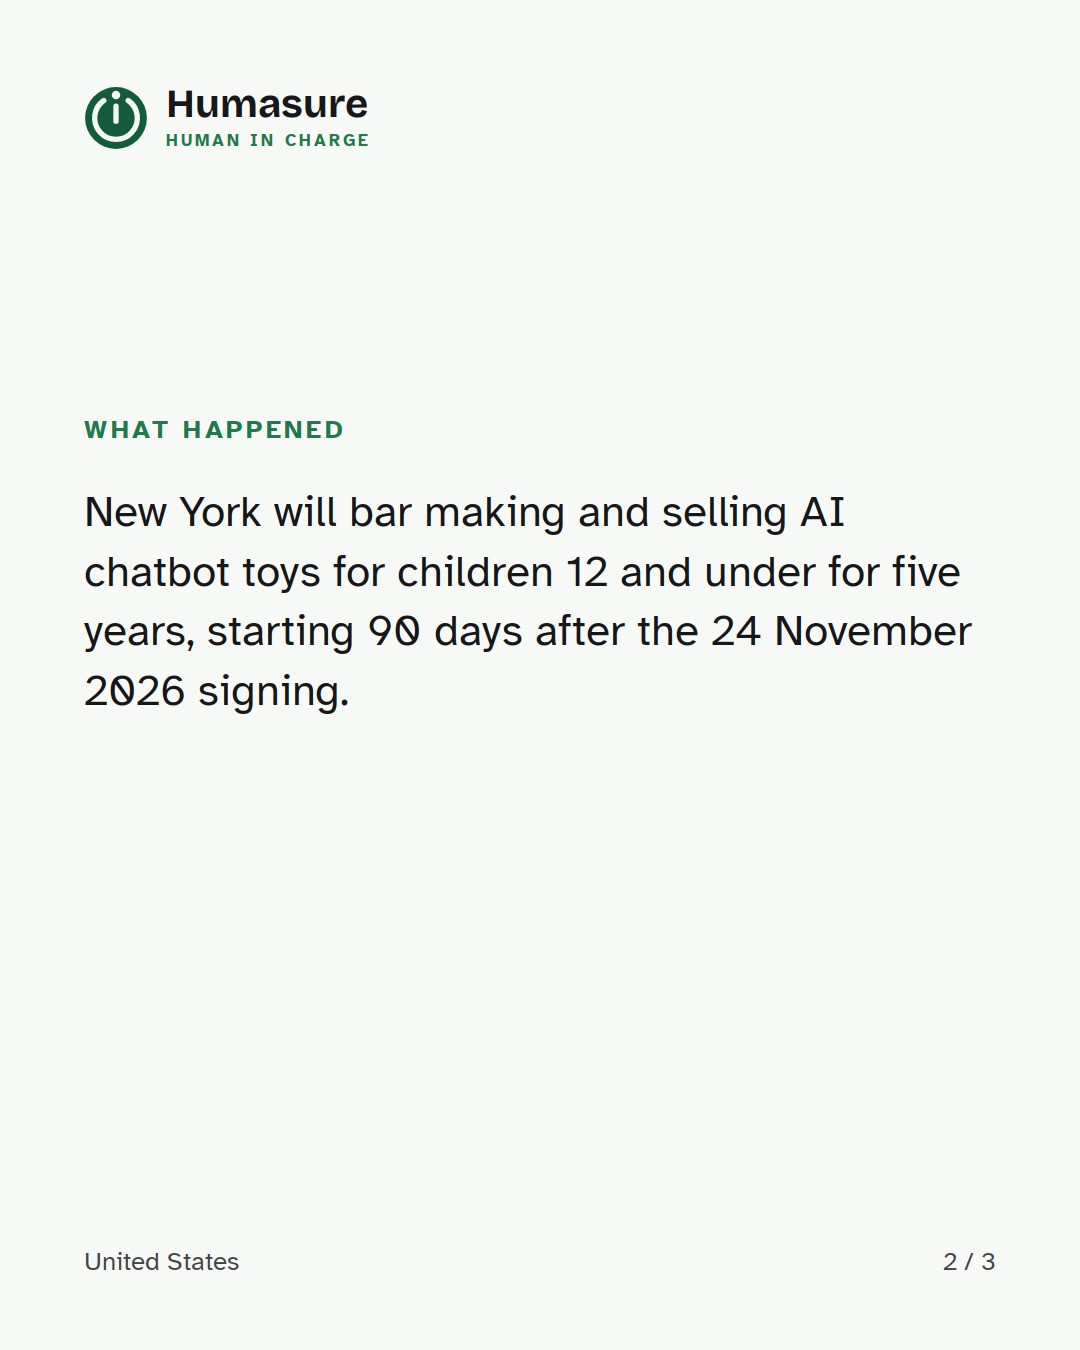 Humasure
HUMAN IN CHARGE
WHAT HAPPENED
New York will bar making and selling AI
chatbot toys for children 12 and under for five
years, starting 90 days after the 24 November
2026 signing.
United States
2 / 3